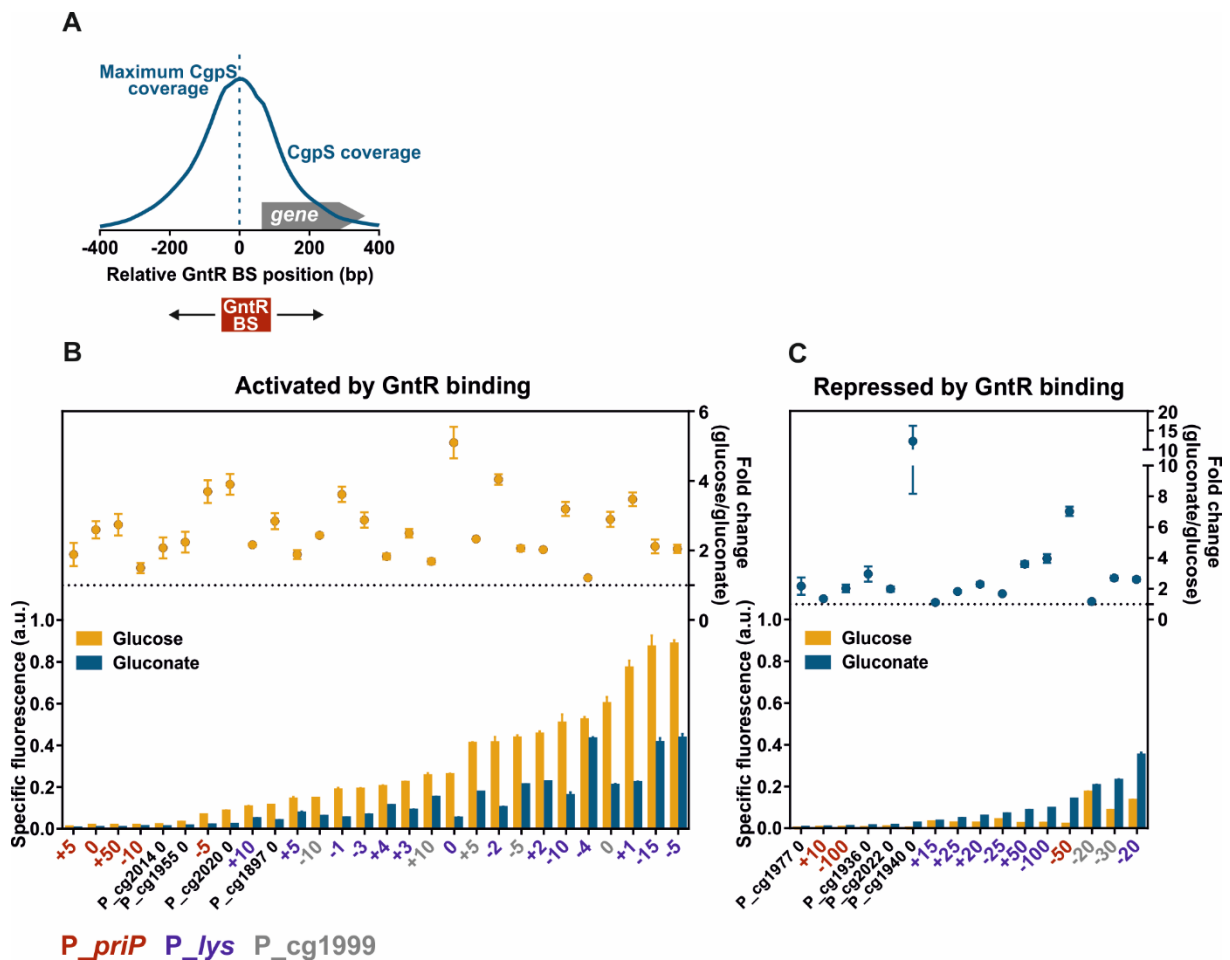 A
Maximum CgpS
coverage
CgpS coverage
gene
-400 -200 0 200 400
Relative GntR BS position (bp)
GntR
BS
B
Activated by GntR binding
6
4
2
0
Fold change
(glucose/gluconate)
Specific fluorescence (a.u.)
1.0
0.8
0.6
0.4
0.2
0.0
Glucose
Gluconate
+5 0 +50 -10 P_cg2014 0 P_cg1955 0 -5 P_cg2020 0 +10 P_cg1897 0 +5 -10 -1 -3 +4 +3 +10 0 +5 -2 -5 +2 -10 -4 0 +1 -15 -5
C
Repressed by GntR binding
20
15
10
10
8
6
4
2
0
Fold change
(gluconate/glucose)
Specific fluorescence (a.u.)
1.0
0.8
0.6
0.4
0.2
0.0
Glucose
Gluconate
P_cg1977 0 +10 -100 P_cg1936 0 P_cg2022 0 P_cg1940 0 +15 +25 +20 -25 +50 -100 -50 -20 -30 -20
P_priP P_lys P_cg1999